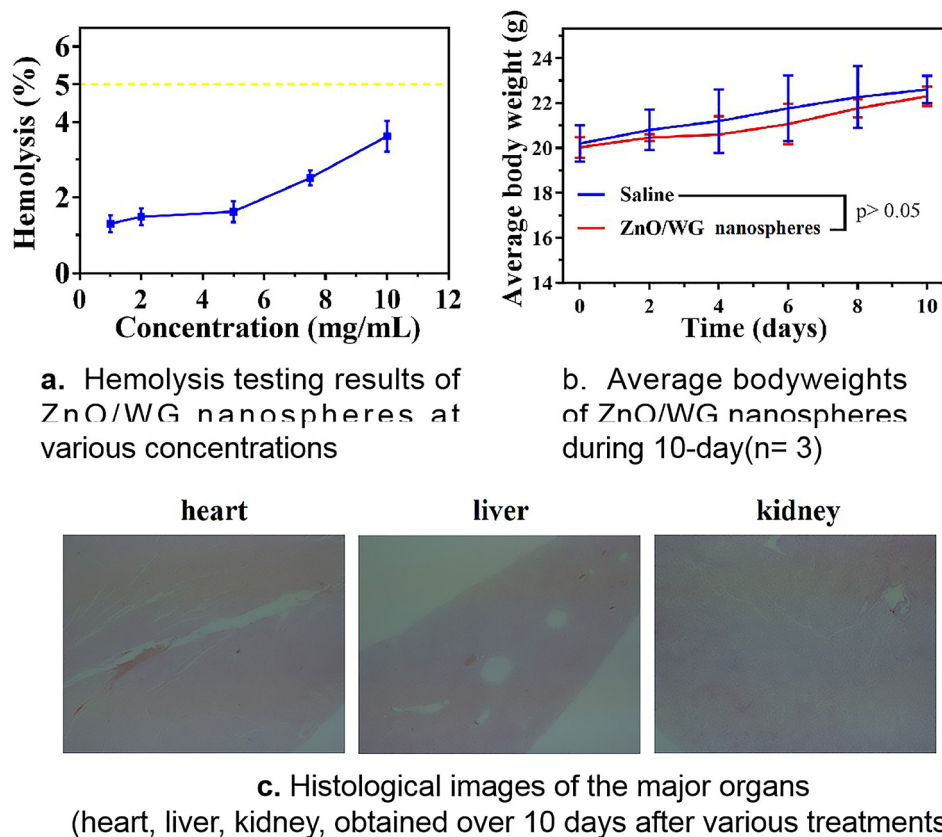 6
5
4
2
0
Hemolysis (%)
0 2 4 6 8 10 12
Concentration (mg/mL)
Average body weight (g)
24
22
20
18
16
14
Saline
ZnO/WG nanospheres
p> 0.05
0 2 4 6 8 10
Time (days)
a. Hemolysis testing results of
ZnO/WG nanospheres at
various concentrations
b. Average bodyweights
of ZnO/WG nanospheres
during 10-day(n= 3)
heart
liver
kidney
c. Histological images of the major organs
(heart, liver, kidney, obtained over 10 days after various treatments